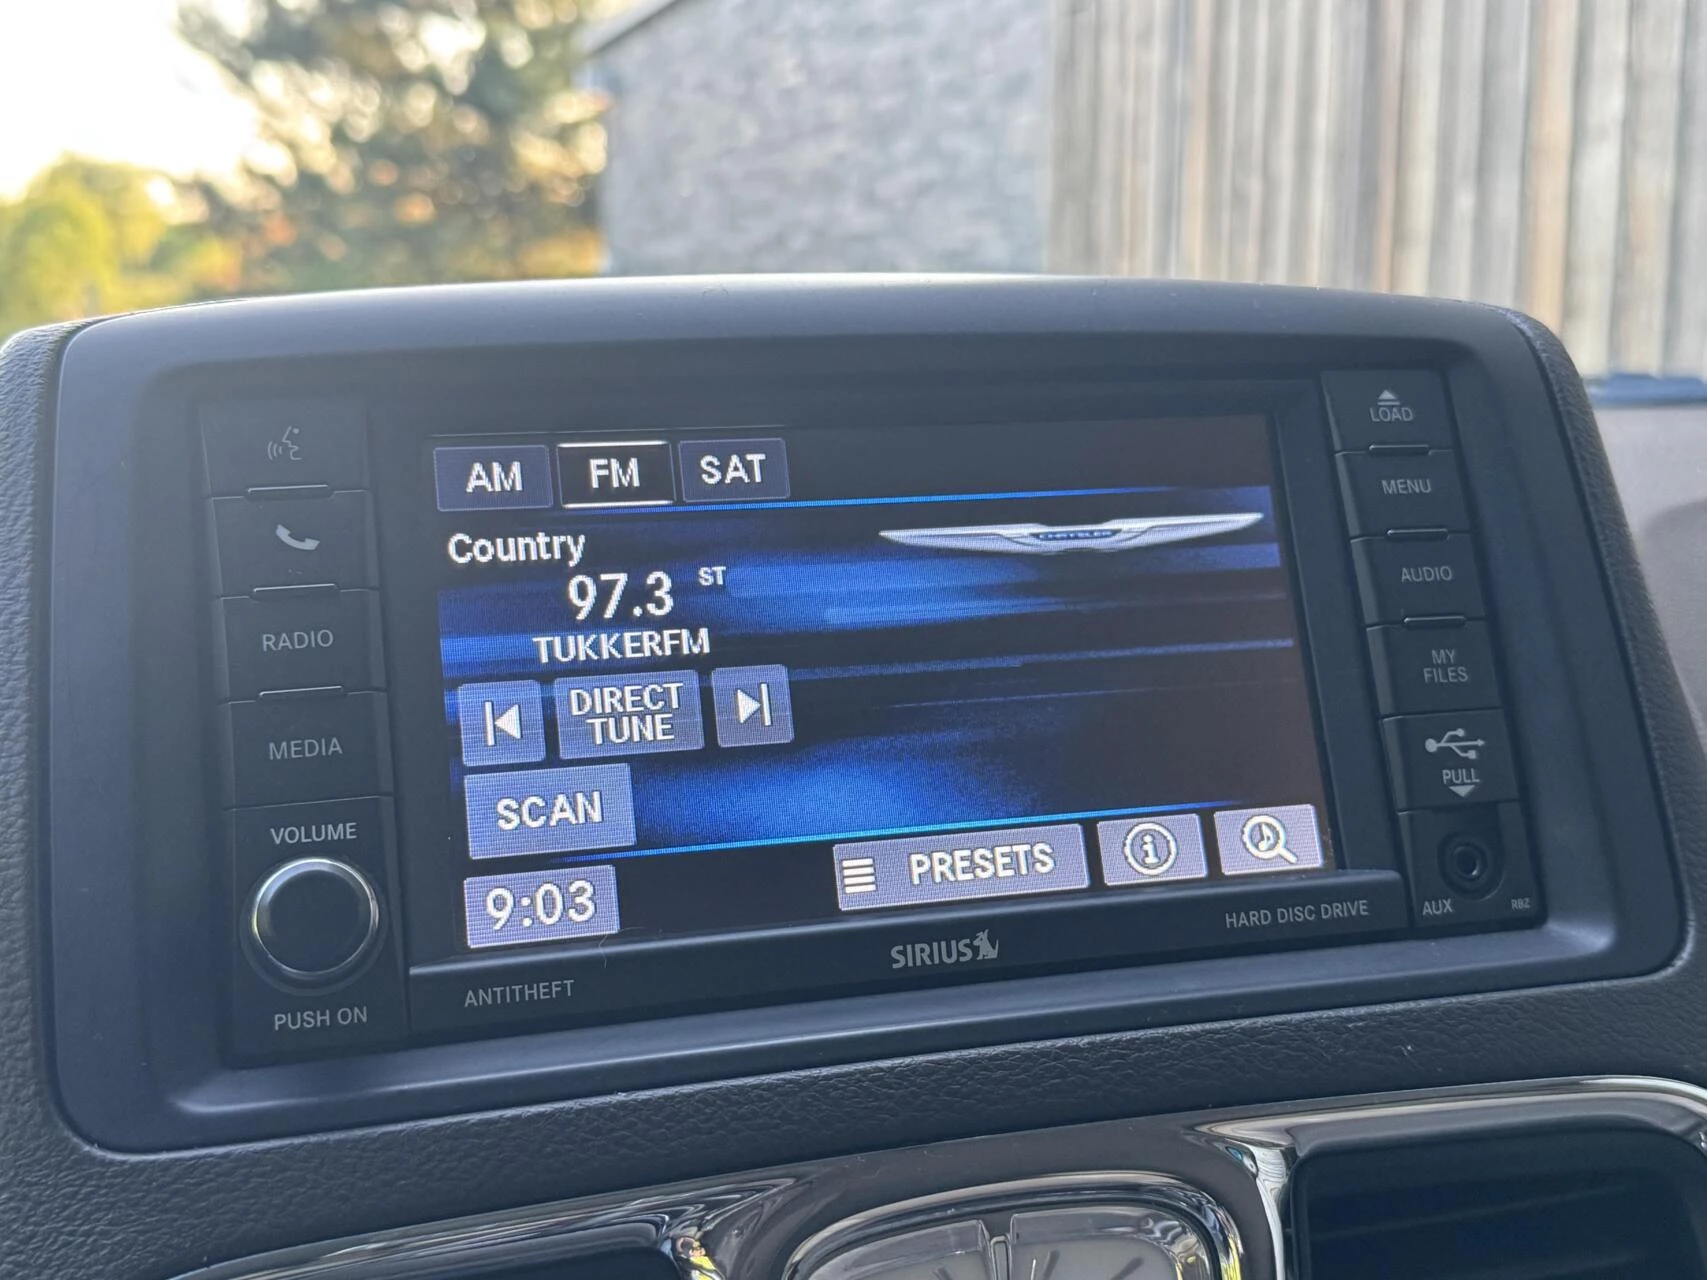 AM FM SAT
Country
97.3 ST
TUKKERFM
DIRECT
TUNE
SCAN
9:03
PRESETS
RADIO
MEDIA
VOLUME
PUSH ON
ANTITHEFT
SIRIUS
HARD DISC DRIVE
CHRYSLER
LOAD
MENU
AUDIO
MY
FILES
PULL
AUX
RBZ